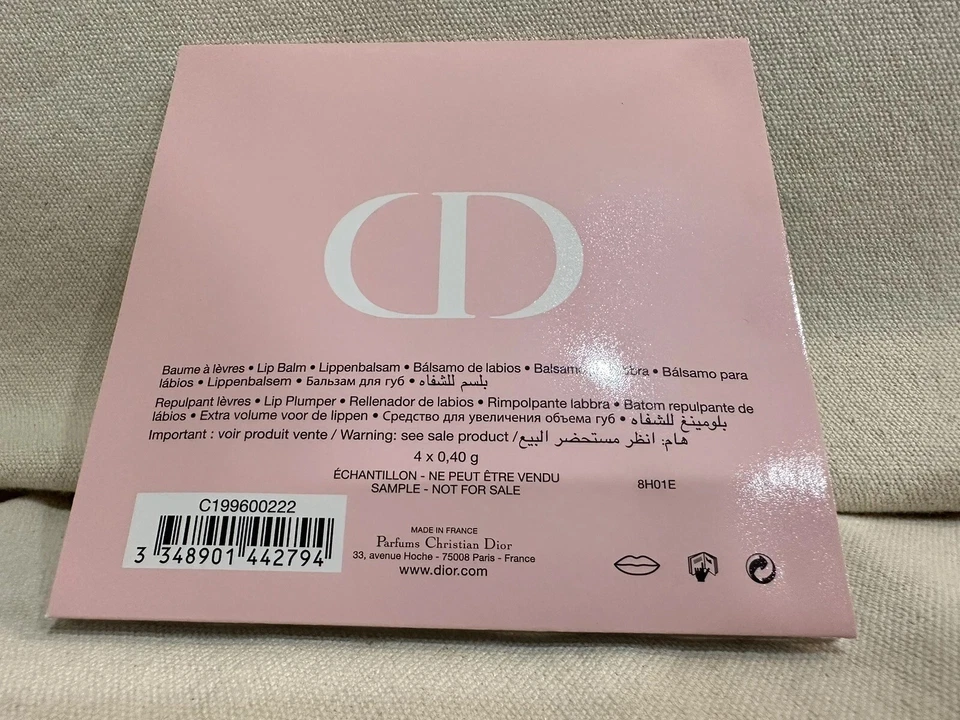 CD
Baume à lèvres • Lip Balm • Lippenbalsam • Bálsamo de labios • Balsamo labbra • Bálsamo para
lábios • Lippenbalsem • Бальзам для губ • بلسم للشفاه
Repulpant lèvres • Lip Plumper • Rellenador de labios • Rimpolpante labbra • Batom repulpante de
lábios • Extra volume voor de lippen • Средство для увеличения объема губ • بلومينغ للشفاه
Important : voir produit vente / Warning: see sale product / هام: انظر مستحضر البيع
4 x 0,40 g
ÉCHANTILLON - NE PEUT ÊTRE VENDU
SAMPLE - NOT FOR SALE
8H01E
C199600222
3 348901 442794
MADE IN FRANCE
Parfums Christian Dior
33, avenue Hoche - 75008 Paris - France
www.dior.com